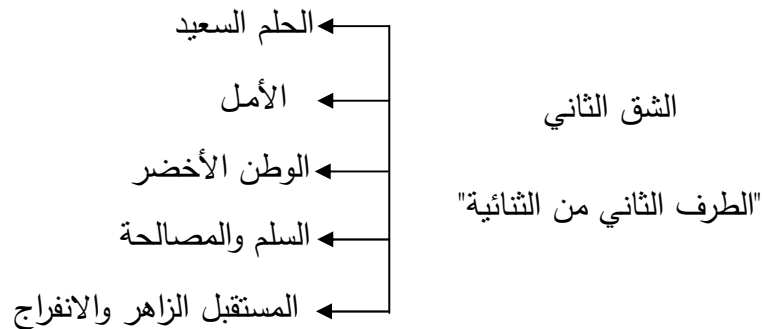 الشق الثاني
"الطرف الثاني من الثنائية"
الحلم السعيد
الأمل
الوطن الأخضر
السلم والمصالحة
المستقبل الزاهر والانفراج